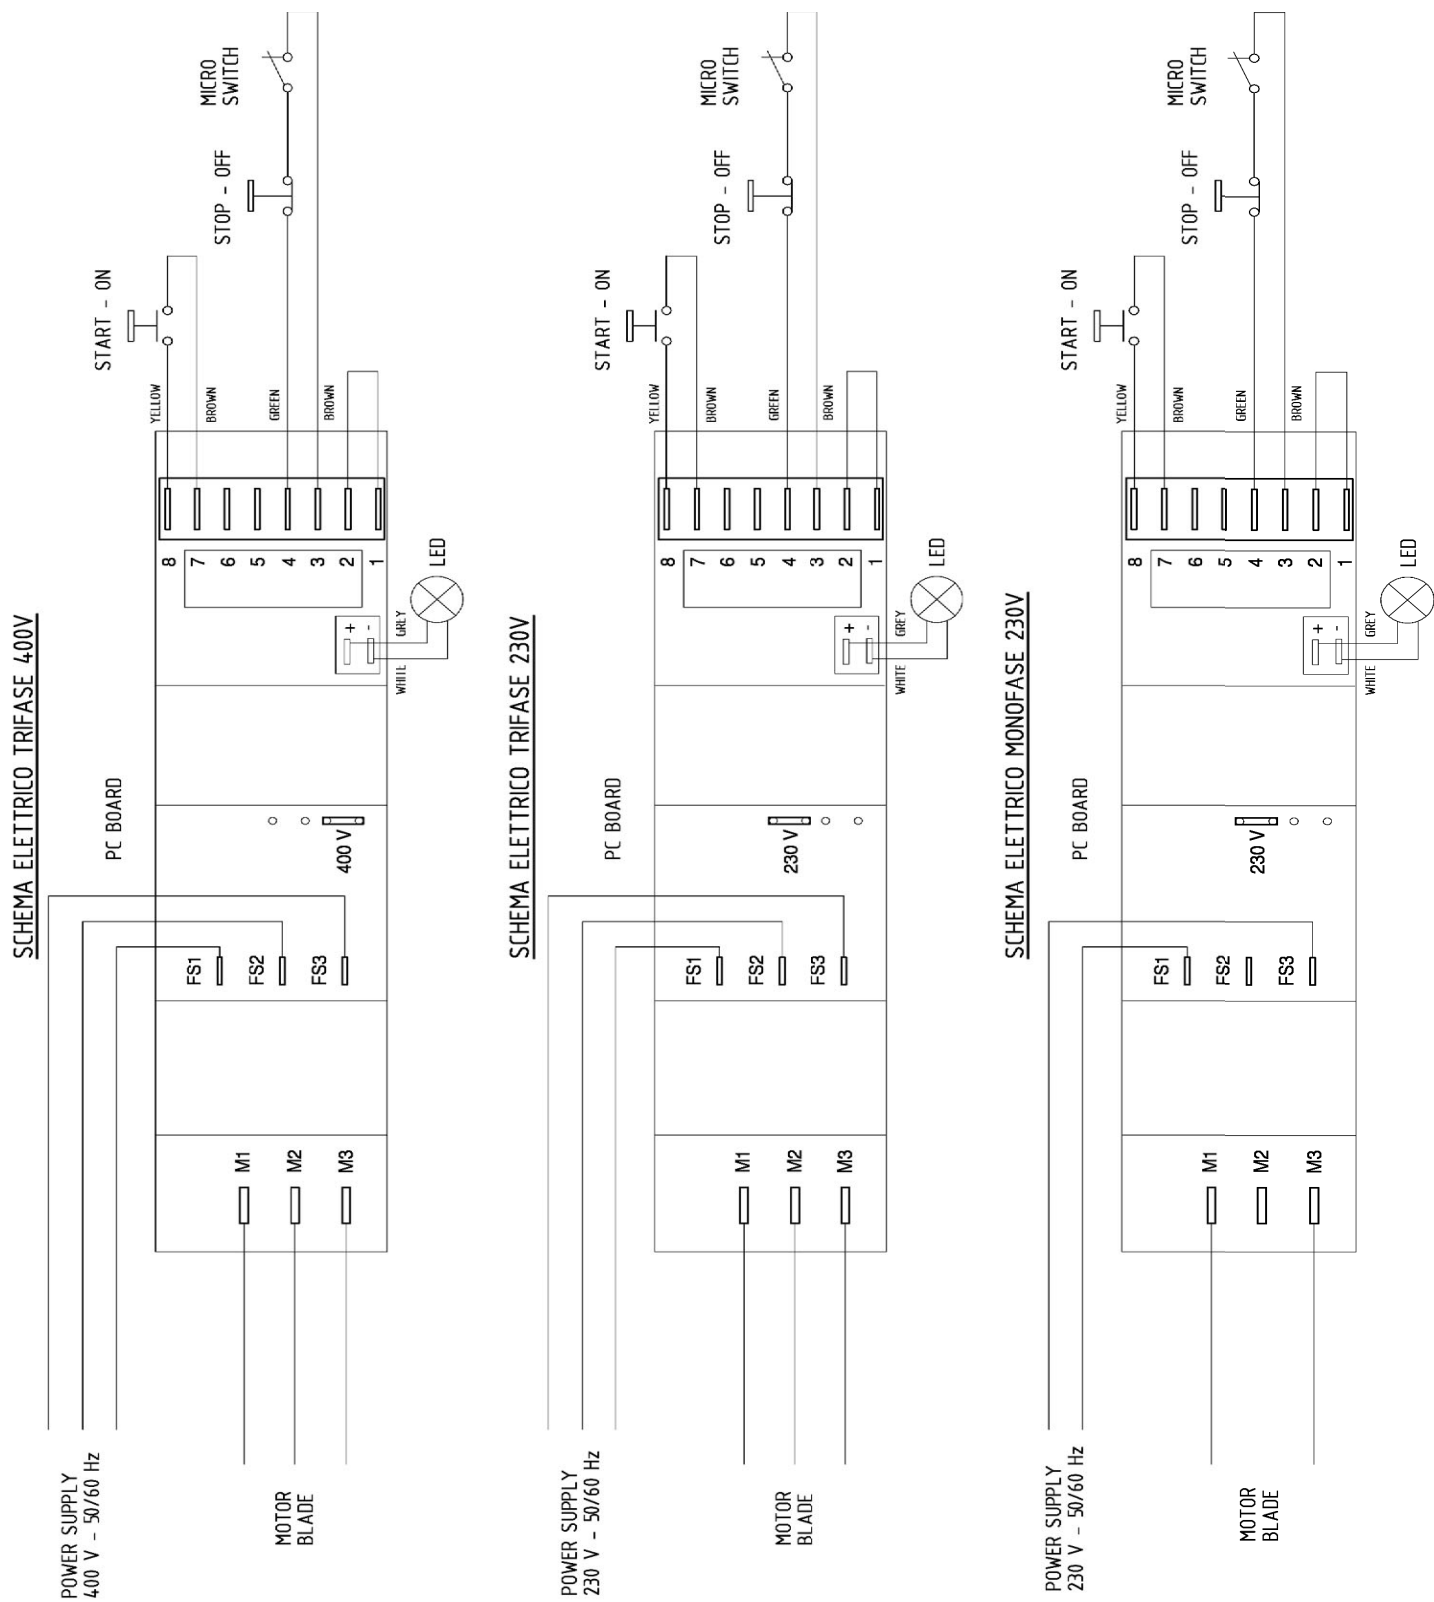 SCHEMA ELETTRICO TRIFASE 400V
POWER SUPPLY
400 V - 50/60 Hz
PC BOARD
START - ON
STOP - OFF
MICRO
SWITCH
YELLOW
BROWN
GREEN
BROWN
FS1
FS2
FS3
400 V
8
7
6
5
4
3
2
1
+
-
GREY
WHITE
LED
M1
M2
M3
MOTOR
BLADE
SCHEMA ELETTRICO TRIFASE 230V
POWER SUPPLY
230 V - 50/60 Hz
PC BOARD
START - ON
STOP - OFF
MICRO
SWITCH
YELLOW
BROWN
GREEN
BROWN
FS1
FS2
FS3
230 V
8
7
6
5
4
3
2
1
+
-
GREY
WHITE
LED
M1
M2
M3
MOTOR
BLADE
SCHEMA ELETTRICO MONOFASE 230V
POWER SUPPLY
230 V - 50/60 Hz
PC BOARD
START - ON
STOP - OFF
MICRO
SWITCH
YELLOW
BROWN
GREEN
BROWN
FS1
FS2
FS3
230 V
8
7
6
5
4
3
2
1
+
-
GREY
WHITE
LED
M1
M2
M3
MOTOR
BLADE